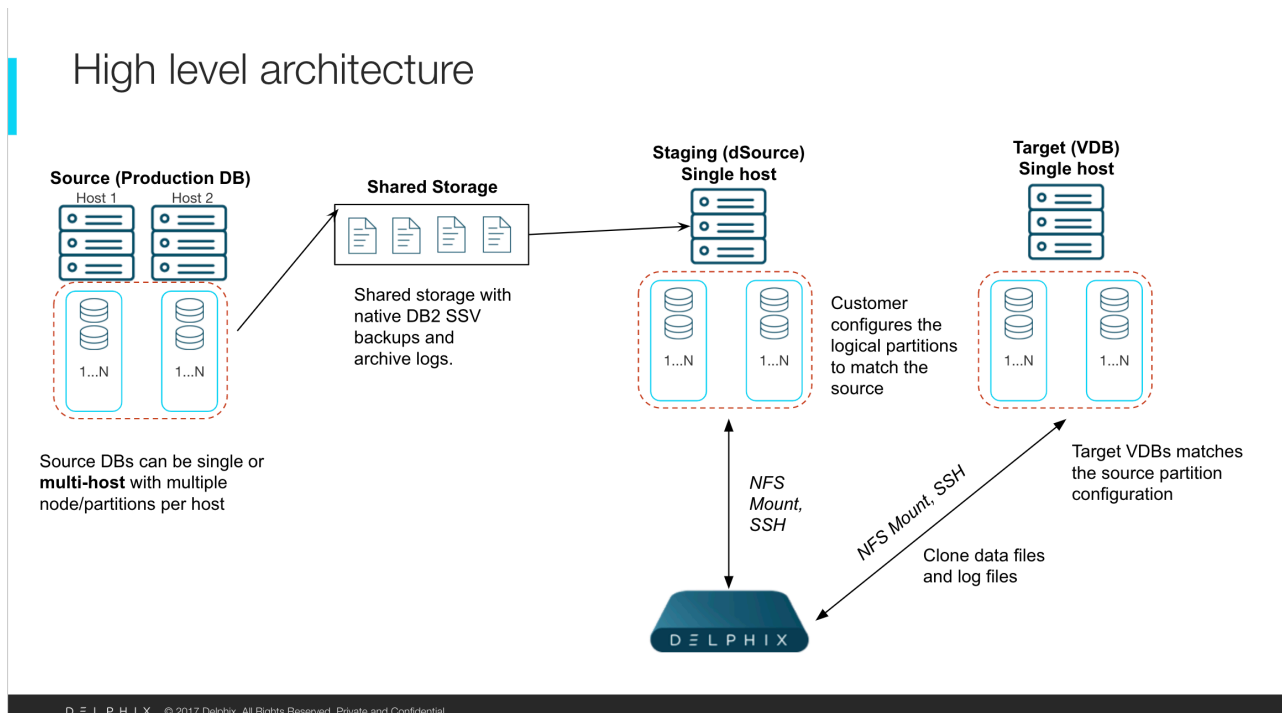 High level architecture
Source (Production DB)
Host 1
Host 2
1...N
1...N
Source DBs can be single or
multi-host with multiple
node/partitions per host
Shared Storage
Shared storage with
native DB2 SSV
backups and
archive logs.
Staging (dSource)
Single host
1...N
1...N
Customer
configures the
logical partitions
to match the
source
Target (VDB)
Single host
1...N
1...N
Target VDBs matches
the source partition
configuration
NFS
Mount,
SSH
NFS Mount, SSH
Clone data files
and log files
DELPHIX
DELPHIX © 2017 Delphix. All Rights Reserved. Private and Confidential.